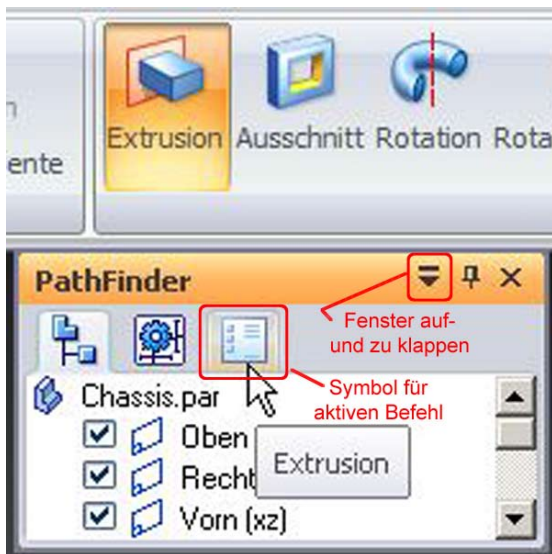 n
ente
Extrusion Ausschnitt Rotation Rota
PathFinder
Fenster auf-
und zu klappen
Symbol für
aktiven Befehl
Chassis.par
Oben
Recht
Extrusion
Vorn (xz)